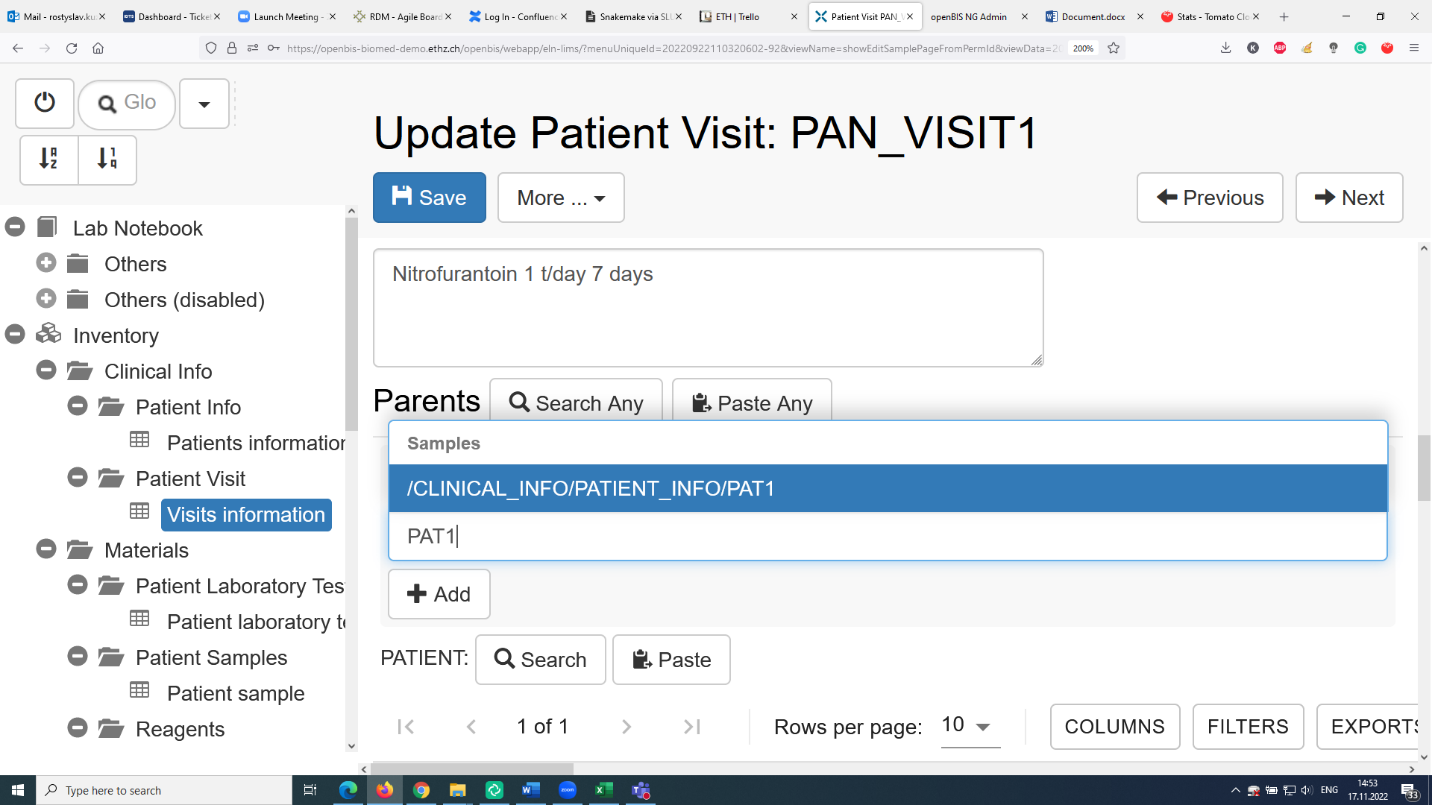 Mail - rostyslav.ku
Dashboard - Ticket
Launch Meeting -
RDM - Agile Board
Log In - Confluenc
Snakemake via SLU
ETH | Trello
Patient Visit PAN_V
openBIS NG Admin
Document.docx
Stats - Tomato Clo
https://openbis-biomed-demo.ethz.ch/openbis/webapp/eln-lims/?menuUniqueId=20220922110320602-92&viewName=showEditSamplePageFromPermId&viewData=20
200%
Glo
Update Patient Visit: PAN_VISIT1
Save
More ...
Previous
Next
Lab Notebook
Others
Others (disabled)
Inventory
Clinical Info
Patient Info
Patients information
Patient Visit
Visits information
Materials
Patient Laboratory Tes
Patient laboratory te
Patient Samples
Patient sample
Reagents
Nitrofurantoin 1 t/day 7 days
Parents
Search Any
Paste Any
Samples
/CLINICAL_INFO/PATIENT_INFO/PAT1
PAT1
Add
PATIENT:
Search
Paste
1 of 1
Rows per page:
10
COLUMNS
FILTERS
EXPORTS
Type here to search
ENG
14:53
17.11.2022
33